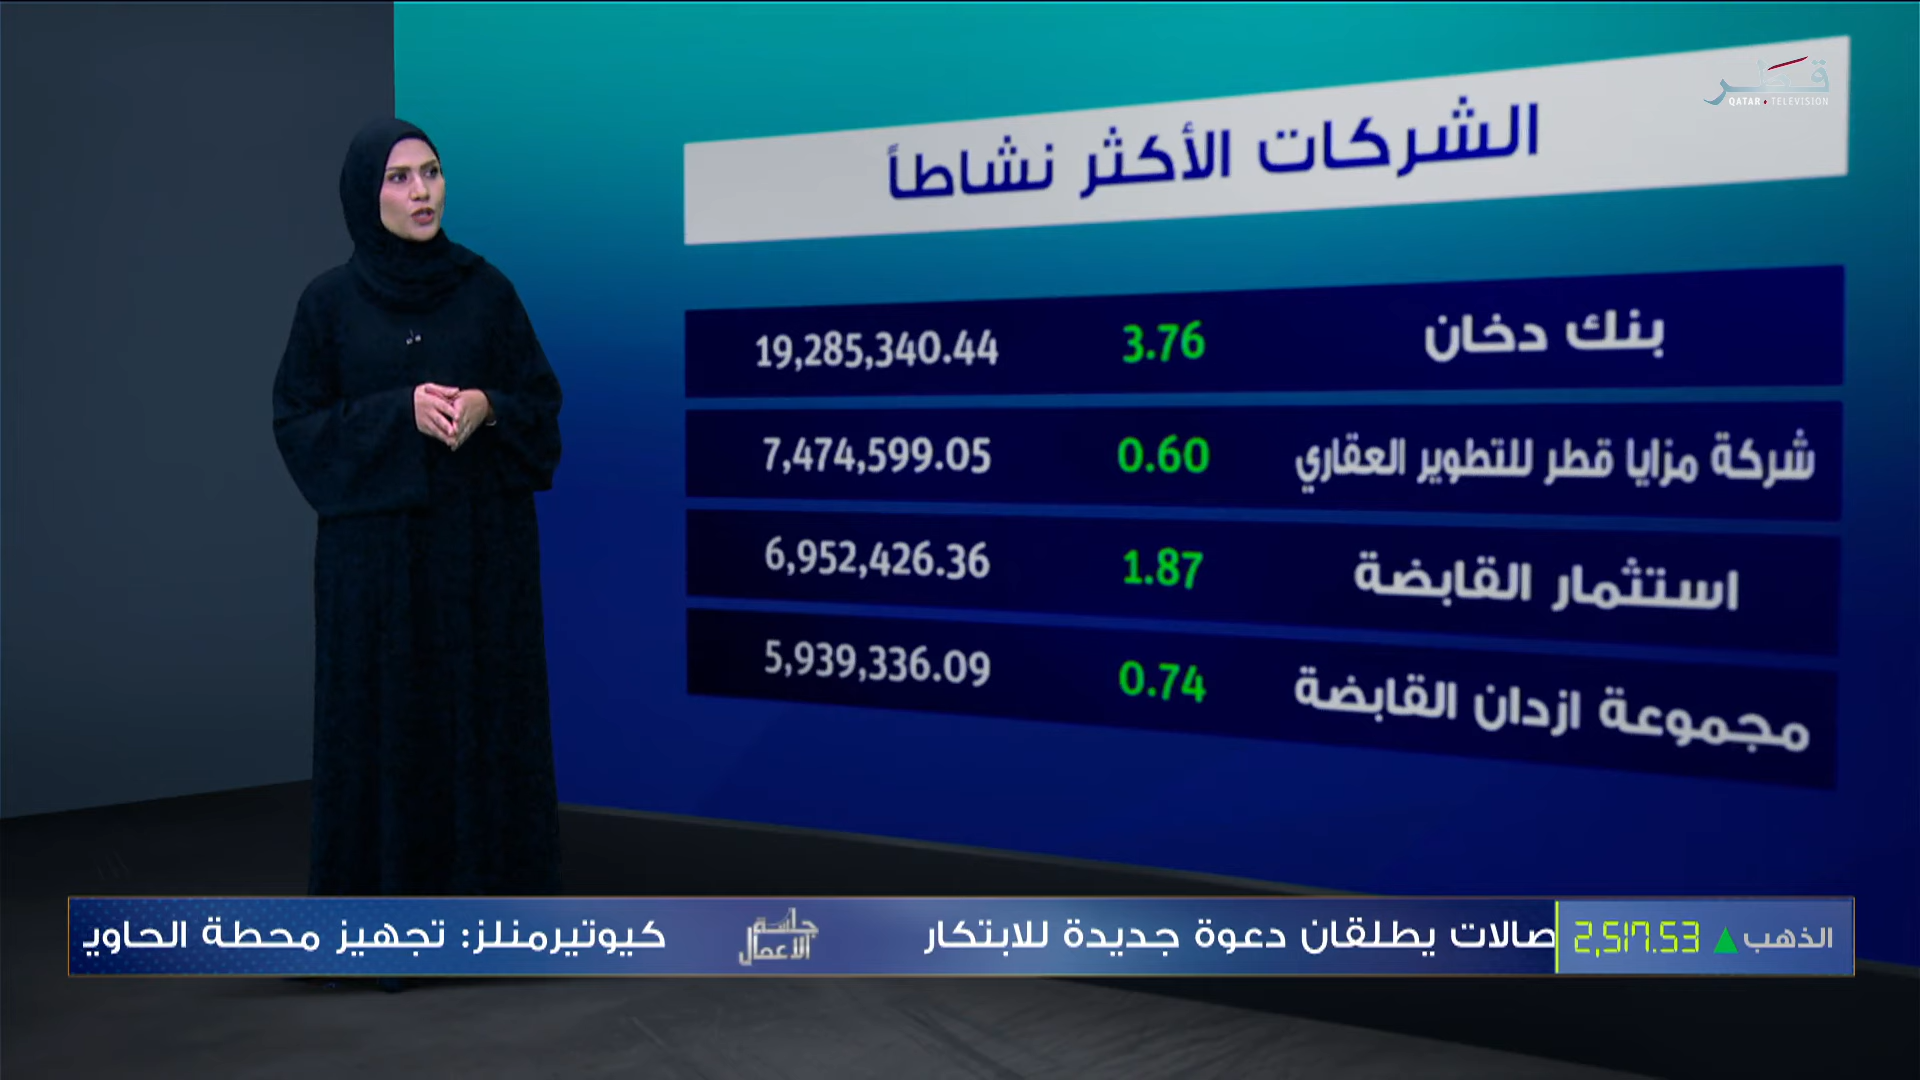 قطر
QATAR TELEVISION
الشركات الأكثر نشاطاً
بنك دخان 3.76 19,285,340.44
شركة مزايا قطر للتطوير العقاري 0.60 7,474,599.05
استثمار القابضة 1.87 6,952,426.36
مجموعة ازدان القابضة 0.74 5,939,336.09
الذهب ▲ 2,517.53 صالات يطلقان دعوة جديدة للابتكار جلسة الأعمال كيوتيرمنلز: تجهيز محطة الحاويـ